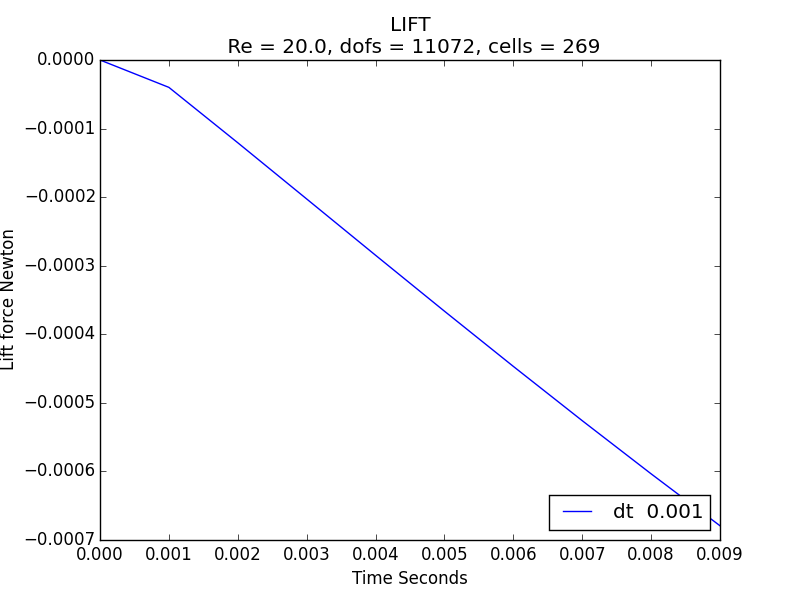 LIFT
Re = 20.0, dofs = 11072, cells = 269
0.0000
−0.0001
−0.0002
−0.0003
−0.0004
−0.0005
−0.0006
−0.0007
Lift force Newton
dt  0.001
0.000 0.001 0.002 0.003 0.004 0.005 0.006 0.007 0.008 0.009
Time Seconds